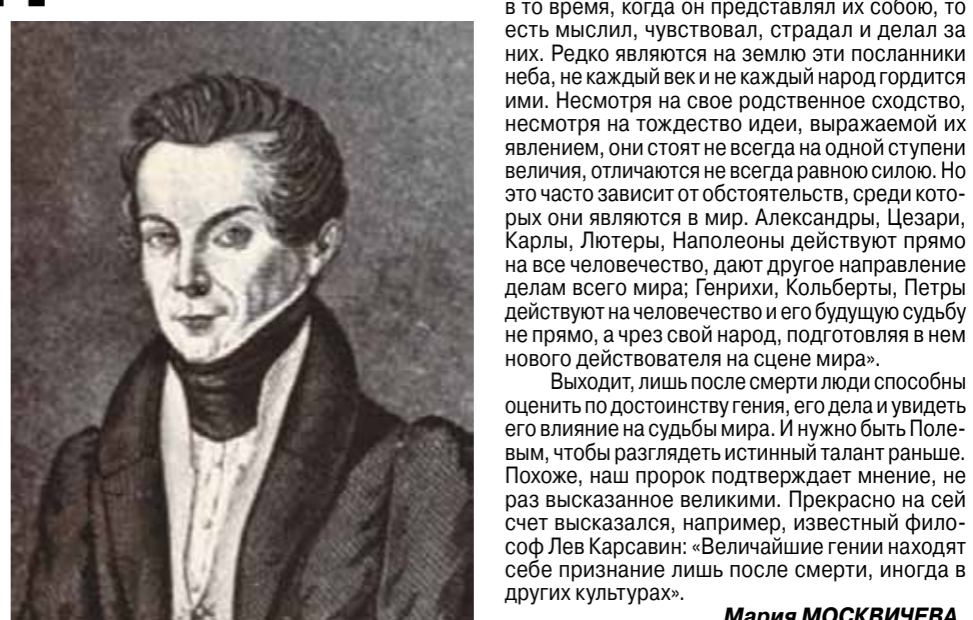 в то время, когда он представлял их собою, то
есть мыслил, чувствовал, страдал и делал за
них. Редко являются на землю эти посланники
неба, не каждый век и не каждый народ гордится
ими. Несмотря на свое родственное сходство,
несмотря на тождество идеи, выражаемой их
явлением, они стоят не всегда на одной ступени
величия, отличаются не всегда равною силою. Но
это часто зависит от обстоятельств, среди кото-
рых они являются в мир. Александры, Цезари,
Карлы, Лютеры, Наполеоны действуют прямо
на все человечество, дают другое направление
делам всего мира; Генрихи, Кольберты, Петры
действуют на человечество и его будущую судьбу
не прямо, а чрез свой народ, подготовляя в нем
нового действователя на сцене мира».
Выходит, лишь после смерти люди способны
оценить по достоинству гения, его дела и увидеть
его влияние на судьбы мира. И нужно быть Поле-
вым, чтобы разглядеть истинный талант раньше.
Похоже, наш пророк подтверждает мнение, не
раз высказанное великими. Прекрасно на сей
счет высказался, например, известный фило-
соф Лев Карсавин: «Величайшие гении находят
себе признание лишь после смерти, иногда в
других культурах».
Мария МОСКВИЧЕВА